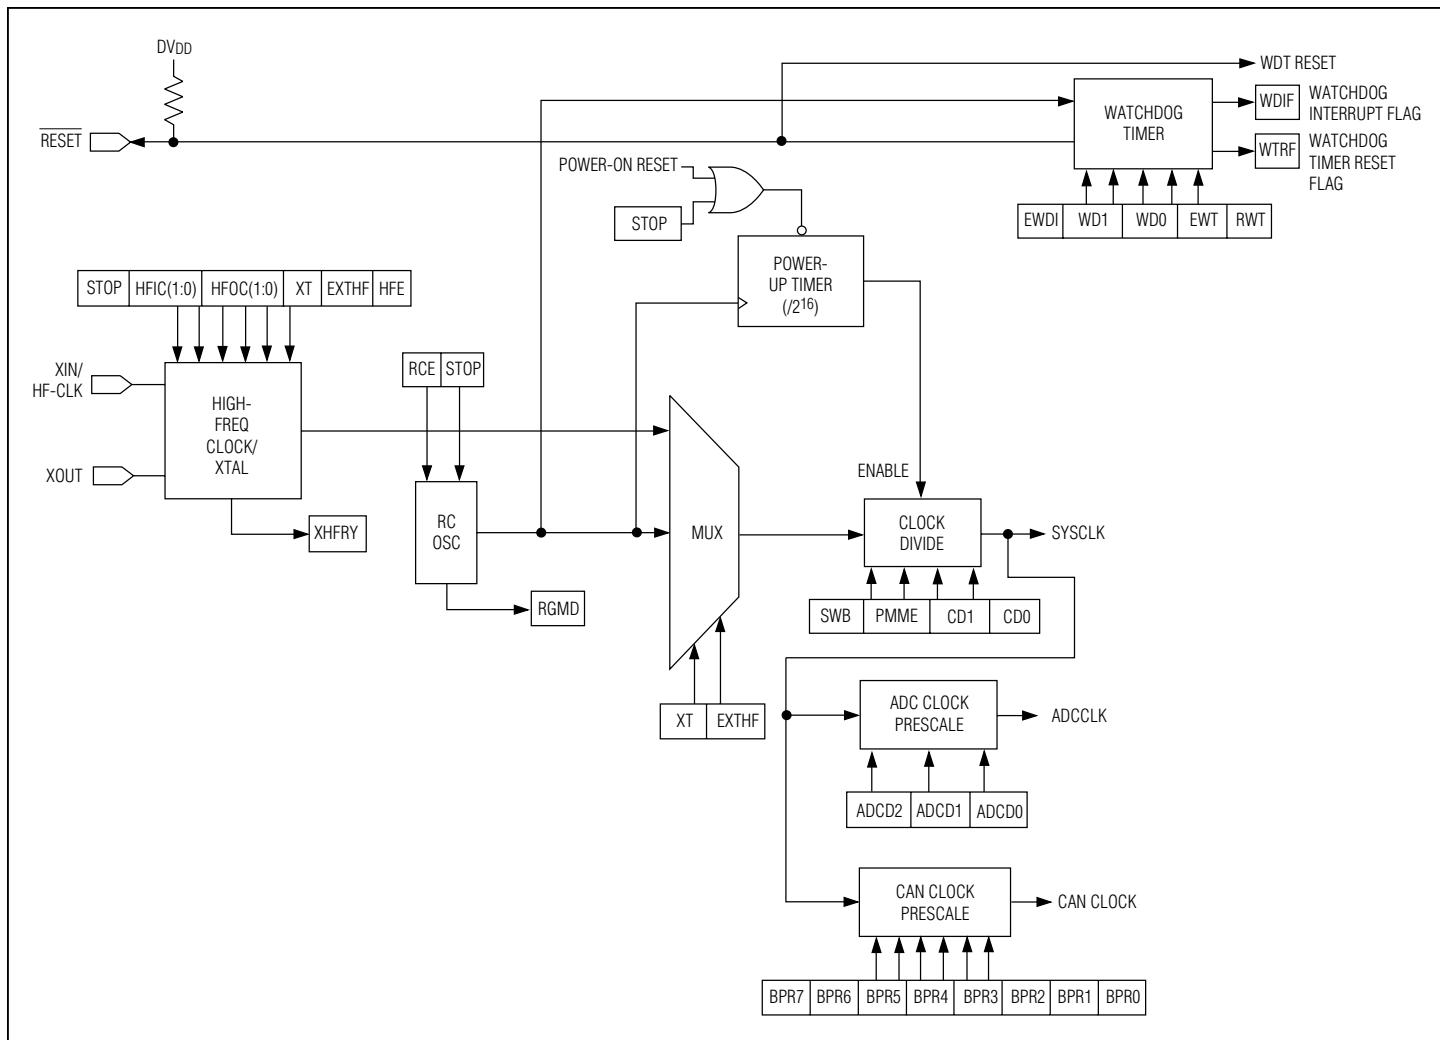 DVDD
WDT RESET
RESET
WATCHDOG
TIMER
WDIF
WATCHDOG
INTERRUPT FLAG
WTRF
WATCHDOG
TIMER RESET
FLAG
POWER-ON RESET
STOP
EWDI WD1 WD0 EWT RWT
POWER-
UP TIMER
(/2^16)
STOP HFIC(1:0) HFOC(1:0) XT EXTHF HFE
XIN/
HF-CLK
HIGH-
FREQ
CLOCK/
XTAL
XOUT
XHFRY
RCE STOP
RC
OSC
RGMD
MUX
XT EXTHF
ENABLE
CLOCK
DIVIDE
SYSCLK
SWB PMME CD1 CD0
ADC CLOCK
PRESCALE
ADCCLK
ADCD2 ADCD1 ADCD0
CAN CLOCK
PRESCALE
CAN CLOCK
BPR7 BPR6 BPR5 BPR4 BPR3 BPR2 BPR1 BPR0